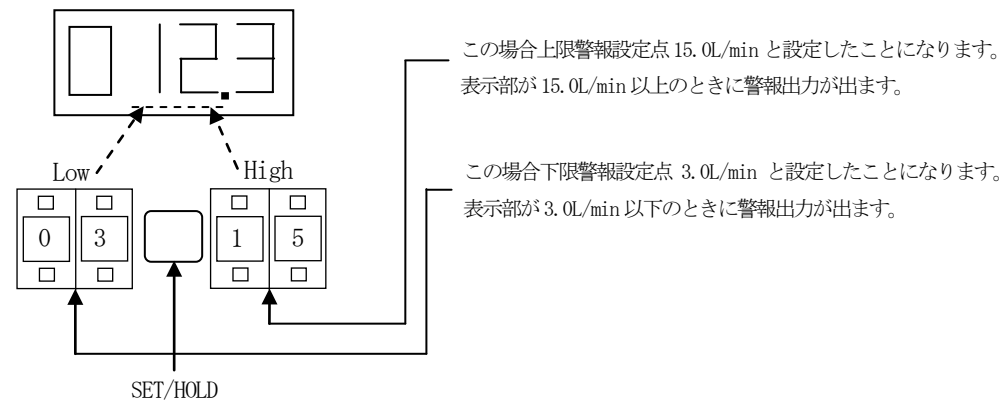 012.3
この場合上限警報設定点 15.0L/min と設定したことになります。
表示部が 15.0L/min 以上のときに警報出力が出ます。
Low
High
この場合下限警報設定点 3.0L/min と設定したことになります。
表示部が 3.0L/min 以下のときに警報出力が出ます。
0 3 1 5
SET/HOLD